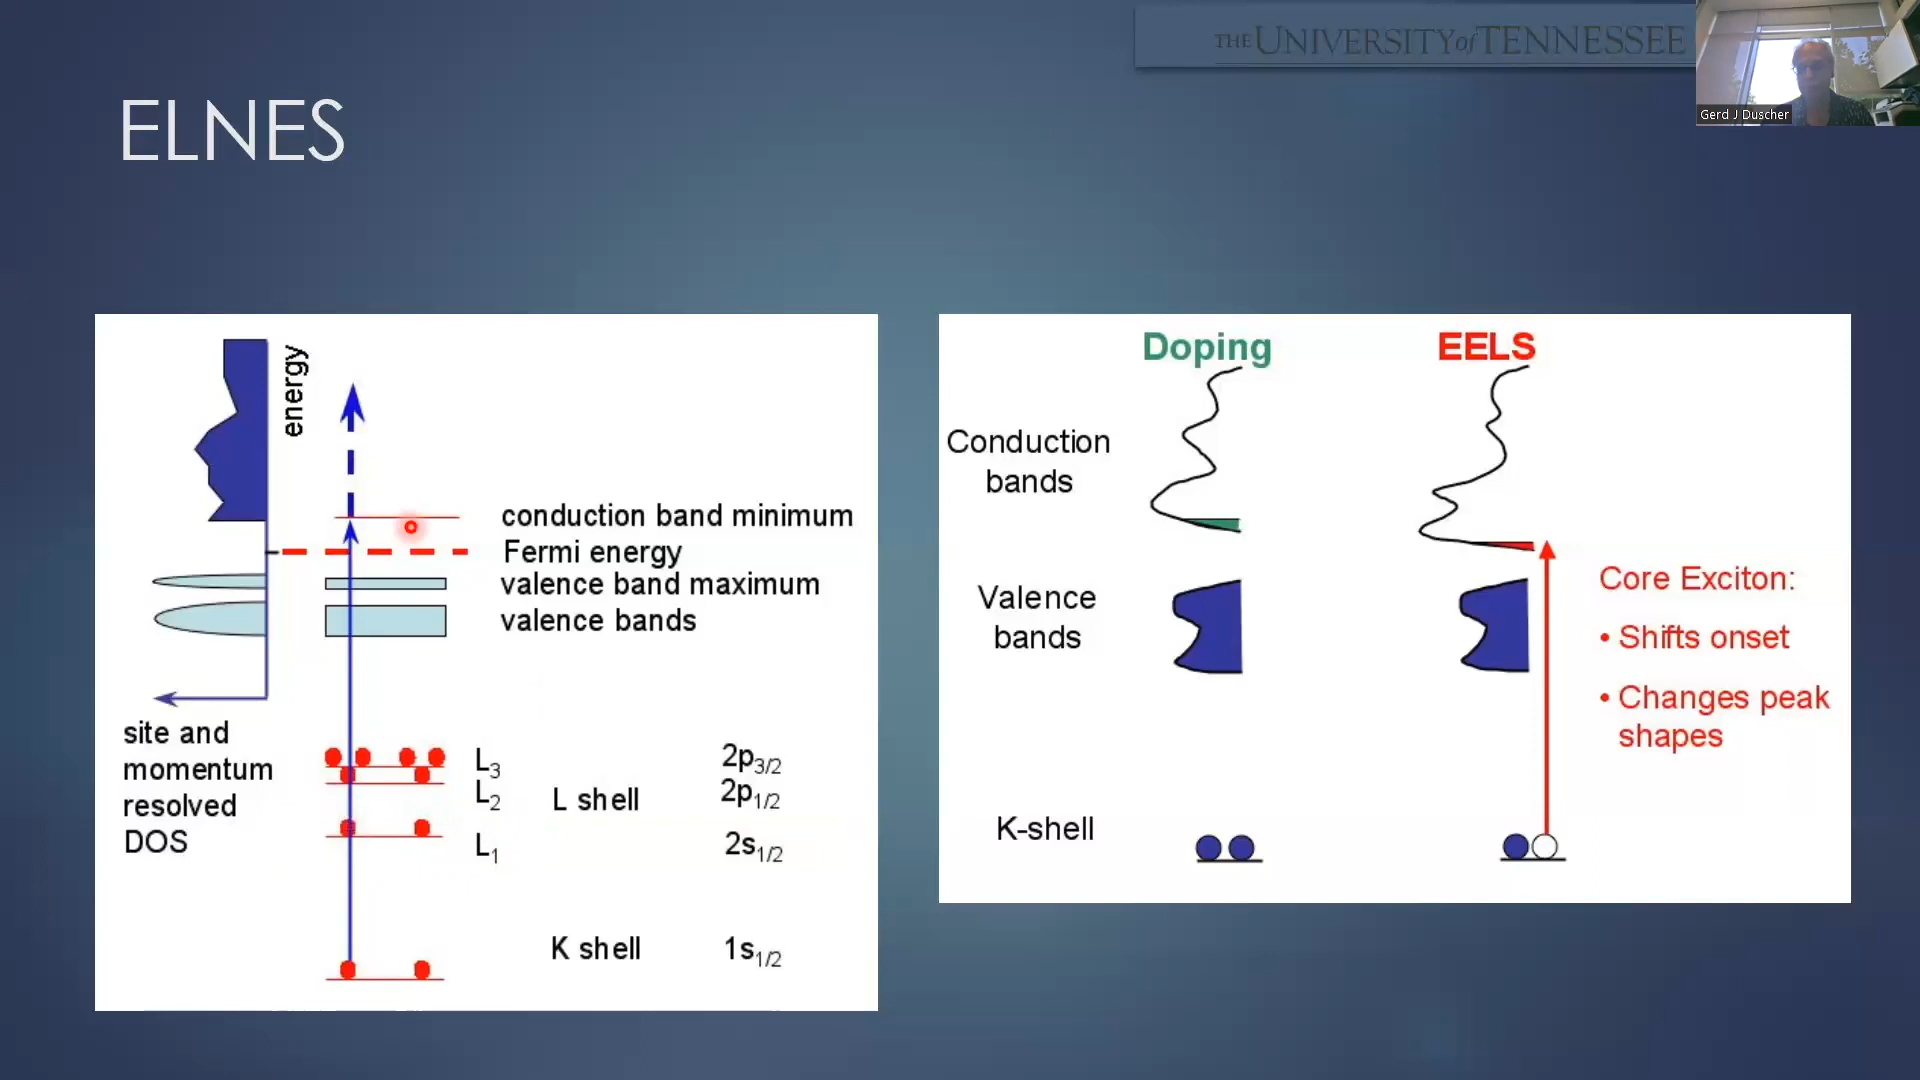 THE UNIVERSITY of TENNESSEE
Gerd J Duscher
ELNES
energy
conduction band minimum
Fermi energy
valence band maximum
valence bands
site and
momentum
resolved
DOS
L3
L2
L1
L shell
2p3/2
2p1/2
2s1/2
K shell
1s1/2
Doping
EELS
Conduction
bands
Valence
bands
K-shell
Core Exciton:
• Shifts onset
• Changes peak
shapes